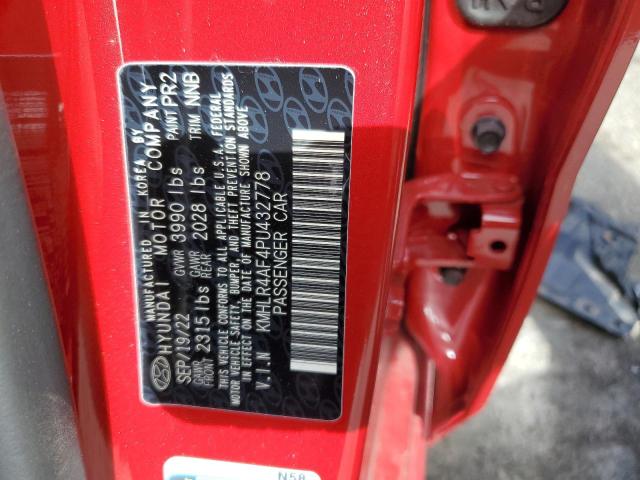 MANUFACTURED IN KOREA BY
HYUNDAI MOTOR COMPANY
SEP/19/22 GVWR 3990 lbs PAINT PR2
GAWR FRON 2315 lbs GAWR REAR 2028 lbs TRIM NNB
THIS VEHICLE CONFORMS TO ALL APPLICABLE U.S.A. FEDERAL
MOTOR VEHICLE SAFETY, BUMPER, AND THEFT PREVENTION STANDARDS
IN EFFECT ON THE DATE OF MANUFACTURE SHOWN ABOVE
V.I.N KMHLR4AF4PU432778
PASSENGER CAR
N58